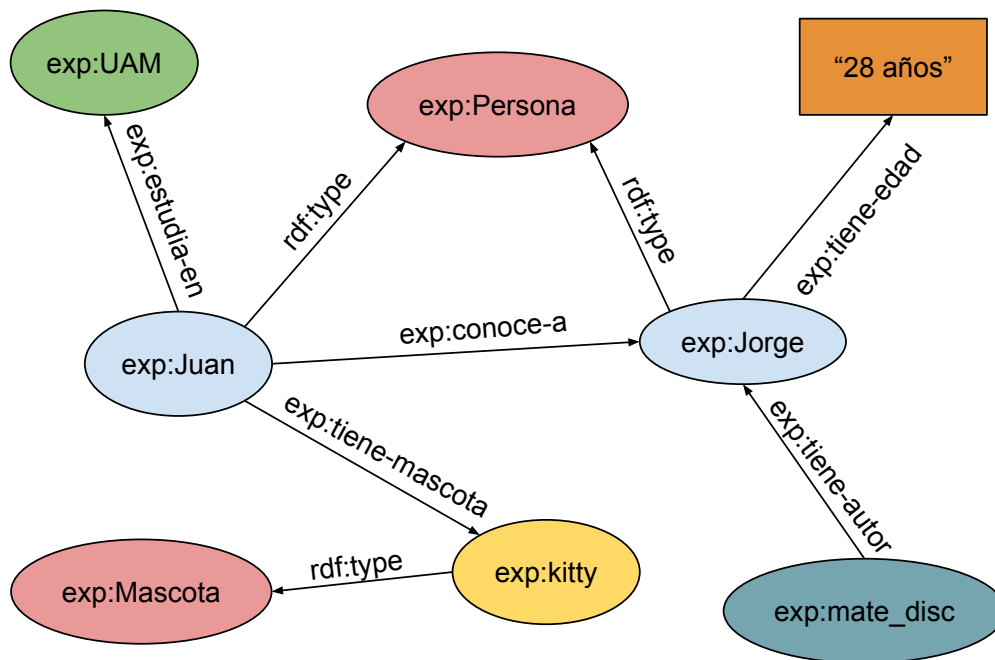 exp:UAM
exp:Persona
“28 años”
exp:estudia-en
rdf:type
rdf:type
exp:tiene-edad
exp:Juan
exp:conoce-a
exp:Jorge
exp:tiene-mascota
exp:tiene-autor
exp:Mascota
rdf:type
exp:kitty
exp:mate_disc